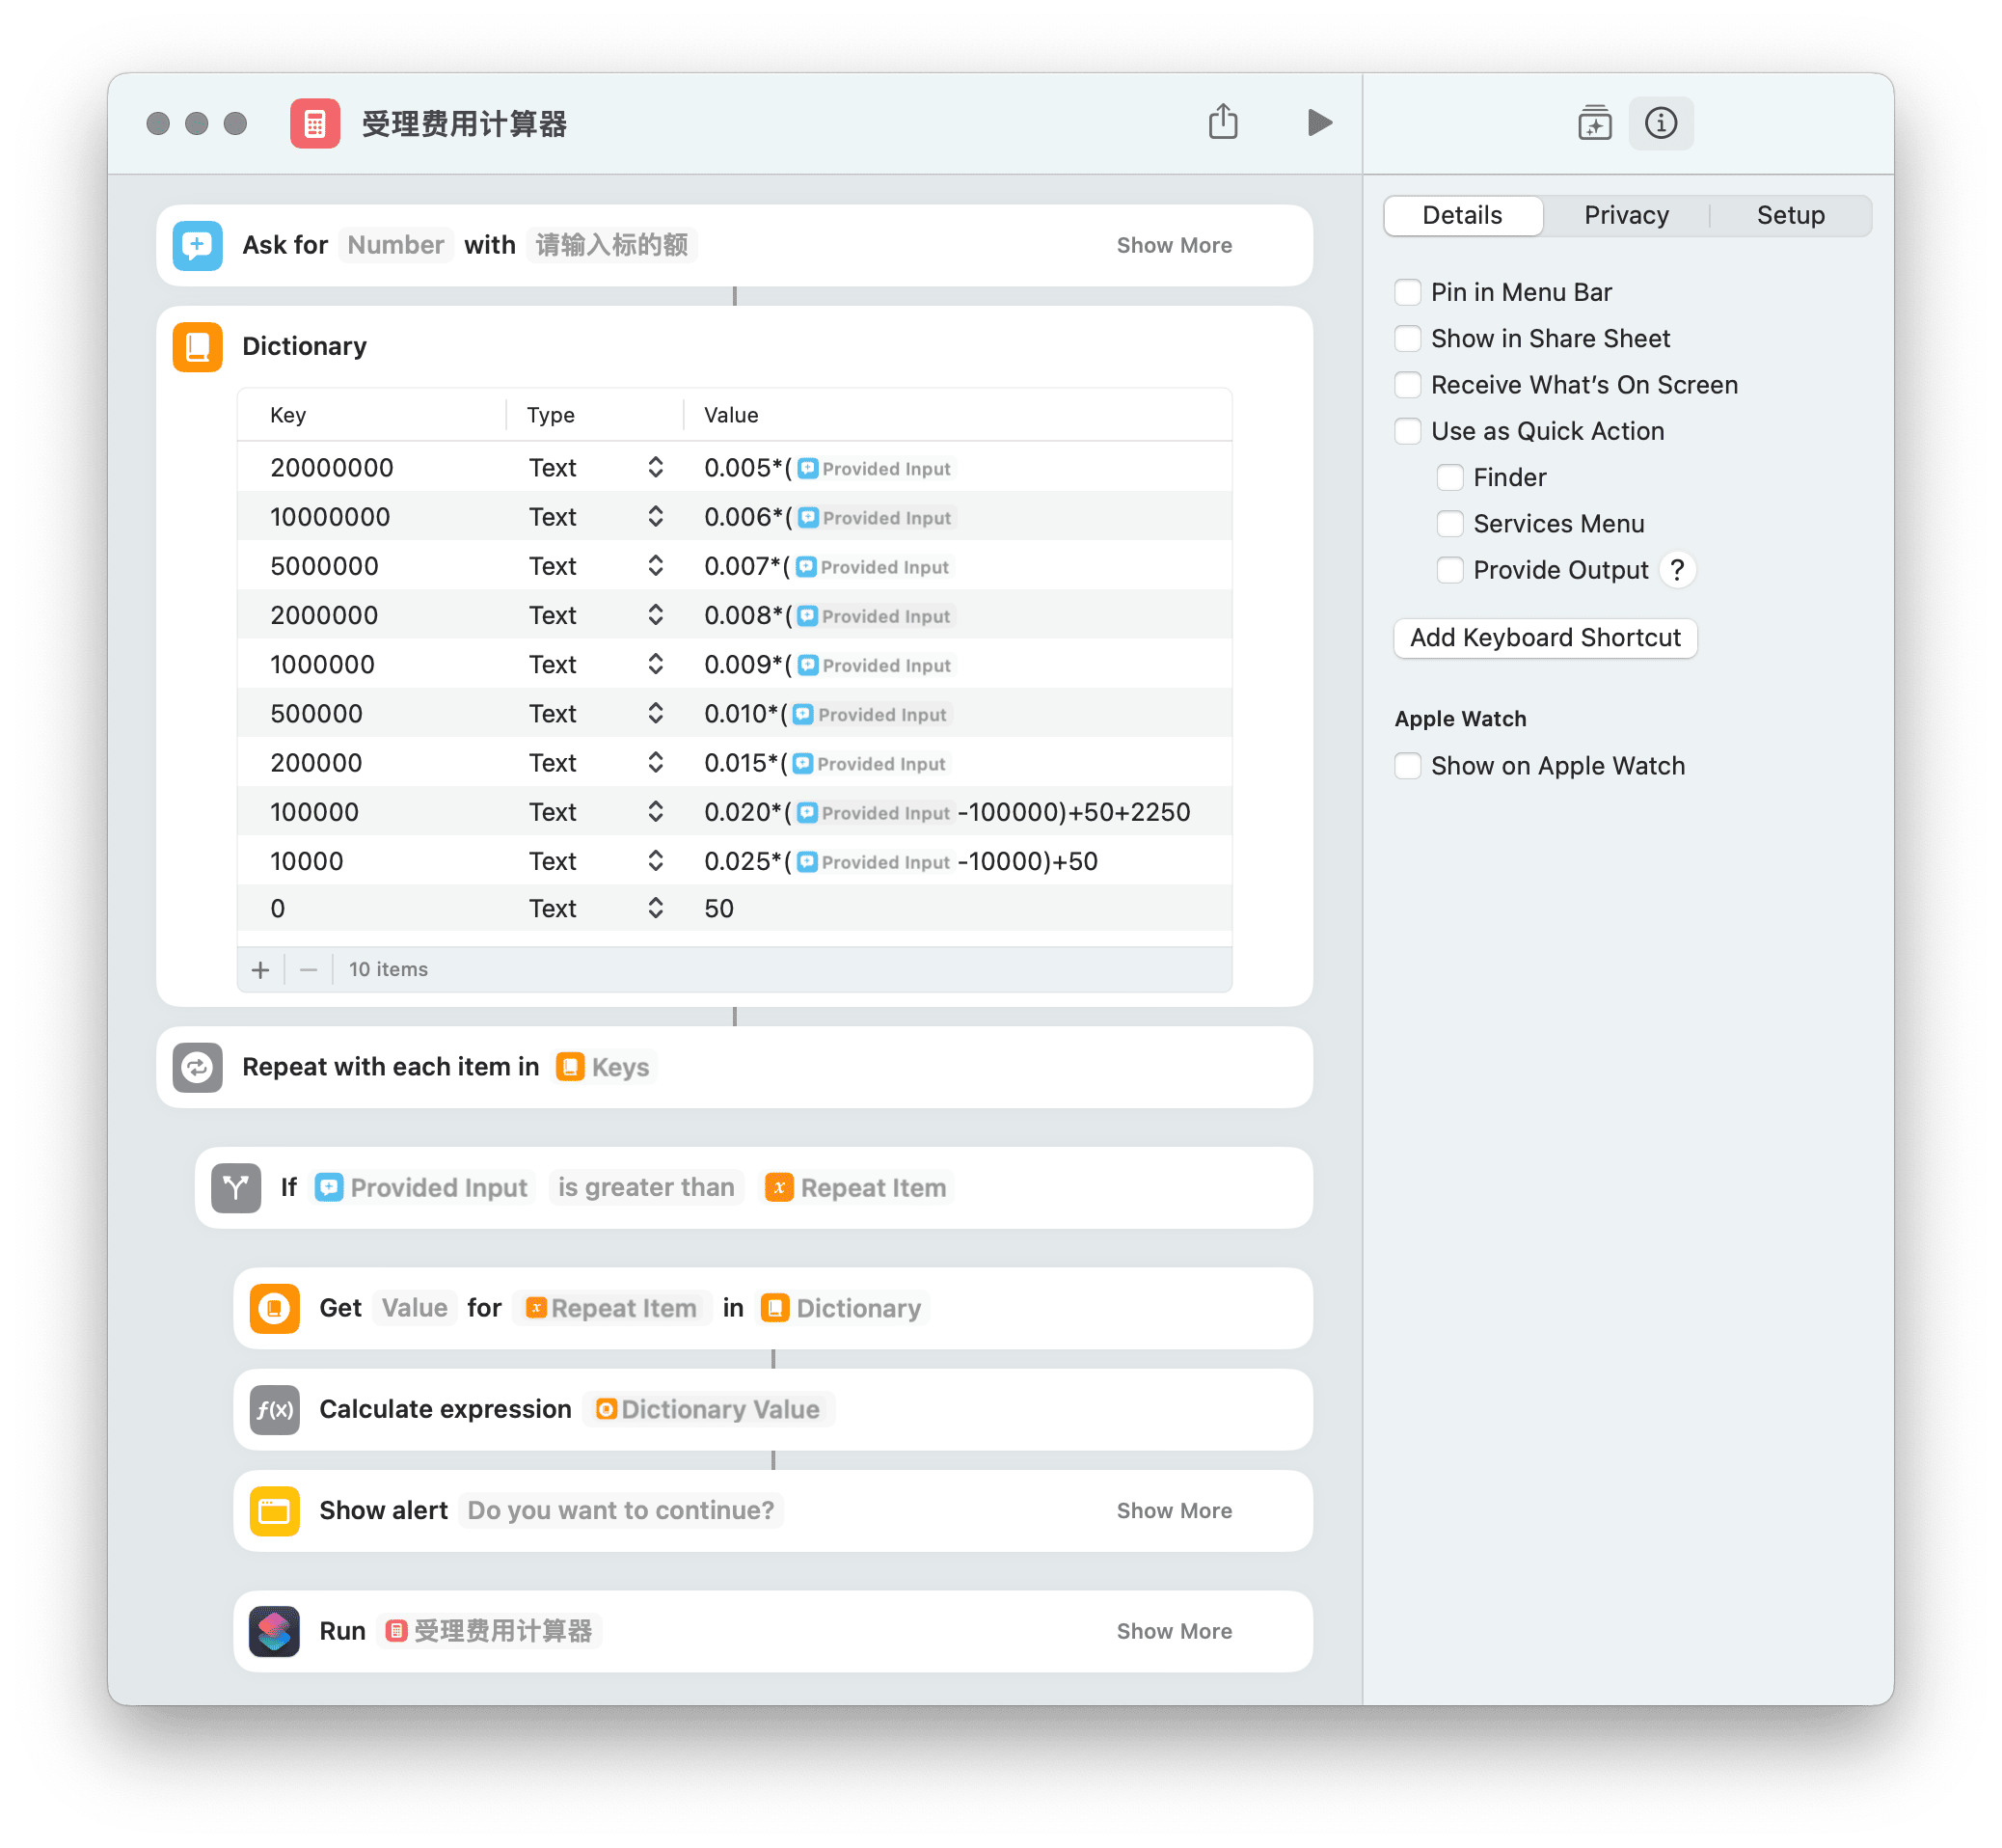 受理费用计算器
Ask for Number with 请输入标的额 Show More
Dictionary
Key Type Value
20000000 Text 0.005*( Provided Input
10000000 Text 0.006*( Provided Input
5000000 Text 0.007*( Provided Input
2000000 Text 0.008*( Provided Input
1000000 Text 0.009*( Provided Input
500000 Text 0.010*( Provided Input
200000 Text 0.015*( Provided Input
100000 Text 0.020*( Provided Input -100000)+50+2250
10000 Text 0.025*( Provided Input -10000)+50
0 Text 50
10 items
Repeat with each item in Keys
If Provided Input is greater than x Repeat Item
Get Value for x Repeat Item in Dictionary
f(x) Calculate expression Dictionary Value
Show alert Do you want to continue? Show More
Run 受理费用计算器 Show More
Details Privacy Setup
Pin in Menu Bar
Show in Share Sheet
Receive What's On Screen
Use as Quick Action
Finder
Services Menu
Provide Output ?
Add Keyboard Shortcut
Apple Watch
Show on Apple Watch